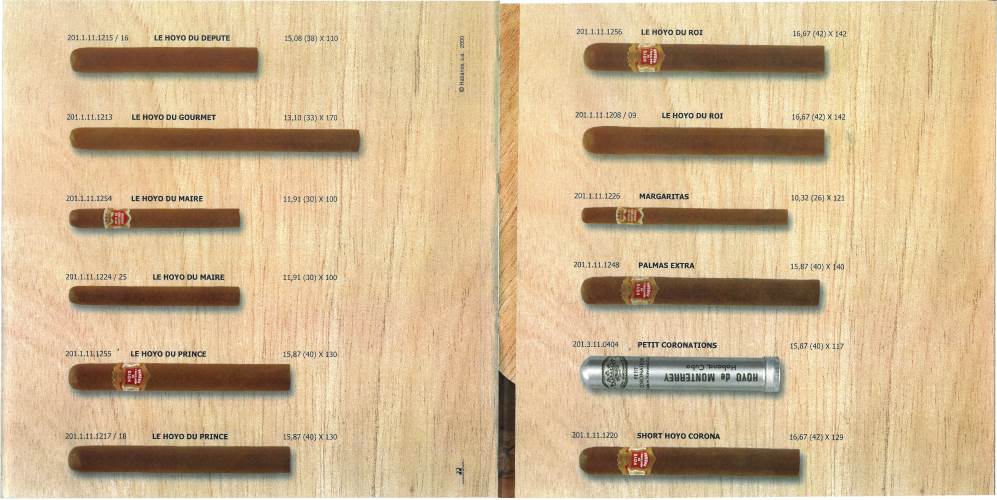 201.1.11.1215 / 16 LE HOYO DU DEPUTE 15,08 (38) X 110
201.1.11.1213 LE HOYO DU GOURMET 13,10 (33) X 170
201.1.11.1254 LE HOYO DU MAIRE 11,91 (30) X 100
201.1.11.1224 / 25 LE HOYO DU MAIRE 11,91 (30) X 100
201.1.11.1255 LE HOYO DU PRINCE 15,87 (40) X 130
201.1.11.1217 / 18 LE HOYO DU PRINCE 15,87 (40) X 130
© Habanos, s.a. 2000
201.1.11.1256 LE HOYO DU ROI 16,67 (42) X 142
201.1.11.1208 / 09 LE HOYO DU ROI 16,67 (42) X 142
201.1.11.1226 MARGARITAS 10,32 (26) X 121
201.1.11.1248 PALMAS EXTRA 15,87 (40) X 140
201.3.11.0404 PETIT CORONATIONS 15,87 (40) X 117
HOYO de MONTERREY
Habana, Cuba
PETIT
CORONATIONS
201.1.11.1220 SHORT HOYO CORONA 16,67 (42) X 129